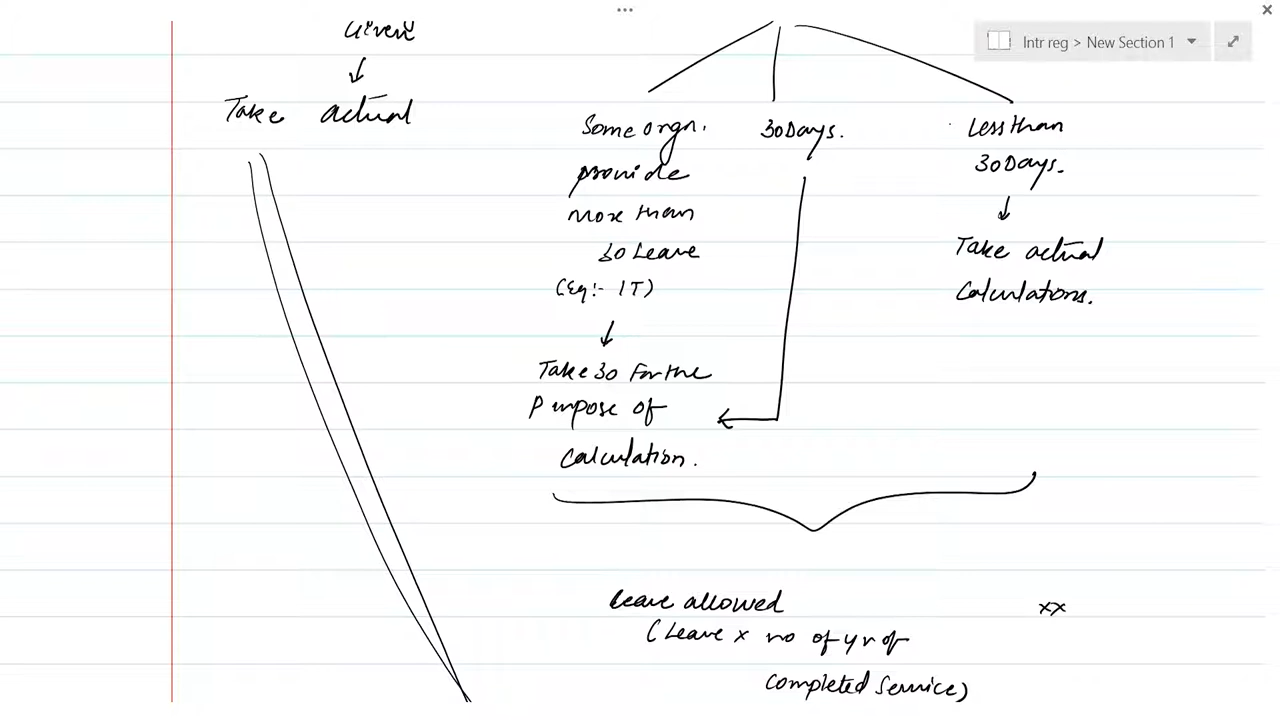 ...
Intr reg > New Section 1
Given
Take actual
Some orgn.
provide
more than
30 Leave
(Eg:- IT)
Take 30 For the
Purpose of
Calculation.
30 Days.
Less than
30 Days.
Take actual
Calculations.
Leave allowed xx
(Leave x no of yr of
Completed Service)